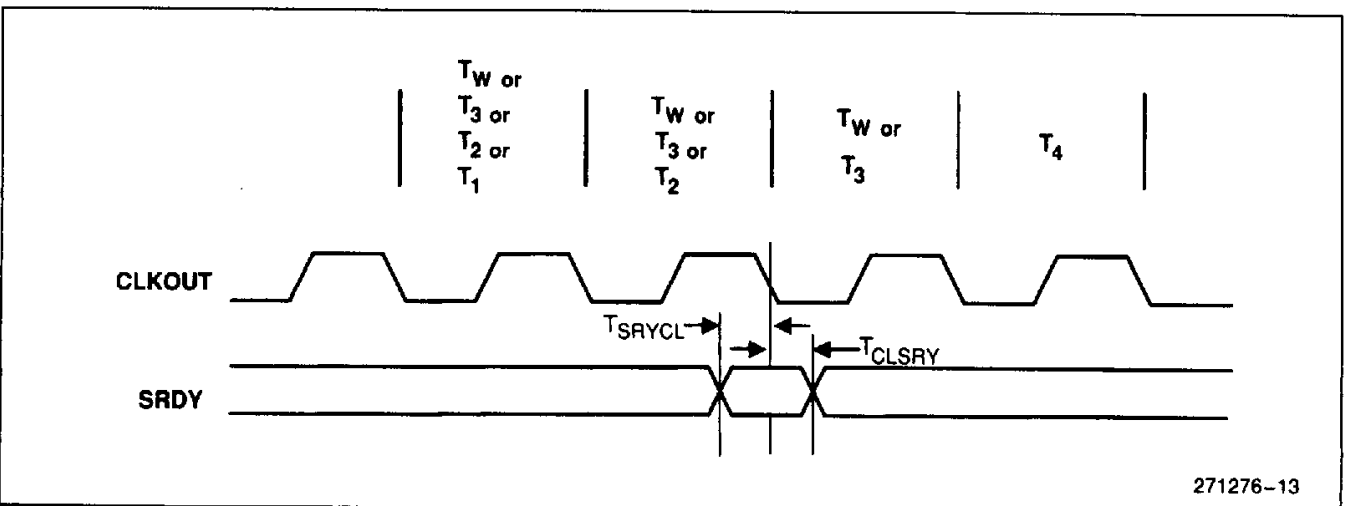 TW or
T3 or
T2 or
T1
TW or
T3 or
T2
TW or
T3
T4
CLKOUT
TSRYCL
TCLSRY
SRDY
271276-13